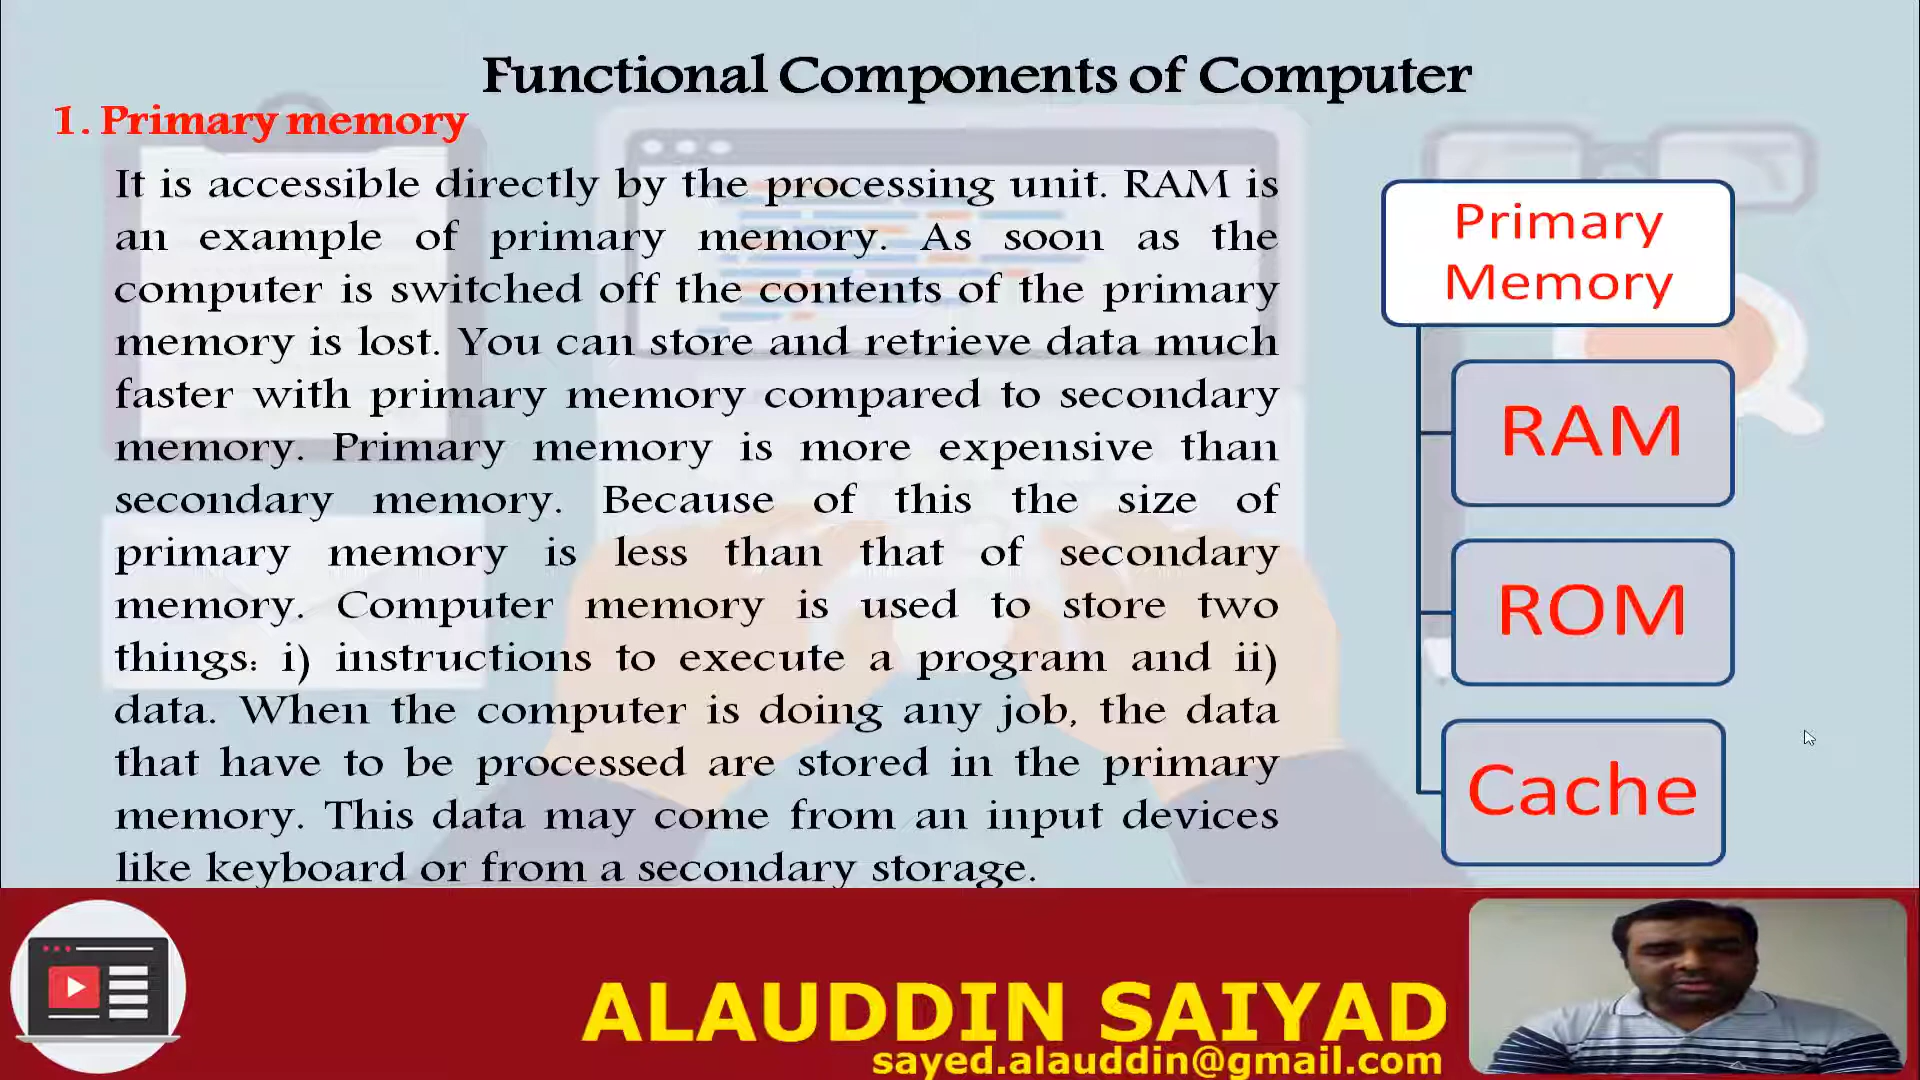 Functional Components of Computer
1. Primary memory
It is accessible directly by the processing unit. RAM is
an example of primary memory. As soon as the
computer is switched off the contents of the primary
memory is lost. You can store and retrieve data much
faster with primary memory compared to secondary
memory. Primary memory is more expensive than
secondary memory. Because of this the size of
primary memory is less than that of secondary
memory. Computer memory is used to store two
things: i) instructions to execute a program and ii)
data. When the computer is doing any job, the data
that have to be processed are stored in the primary
memory. This data may come from an input devices
like keyboard or from a secondary storage.
Primary
Memory
RAM
ROM
Cache
ALAUDDIN SAIYAD
sayed.alauddin@gmail.com